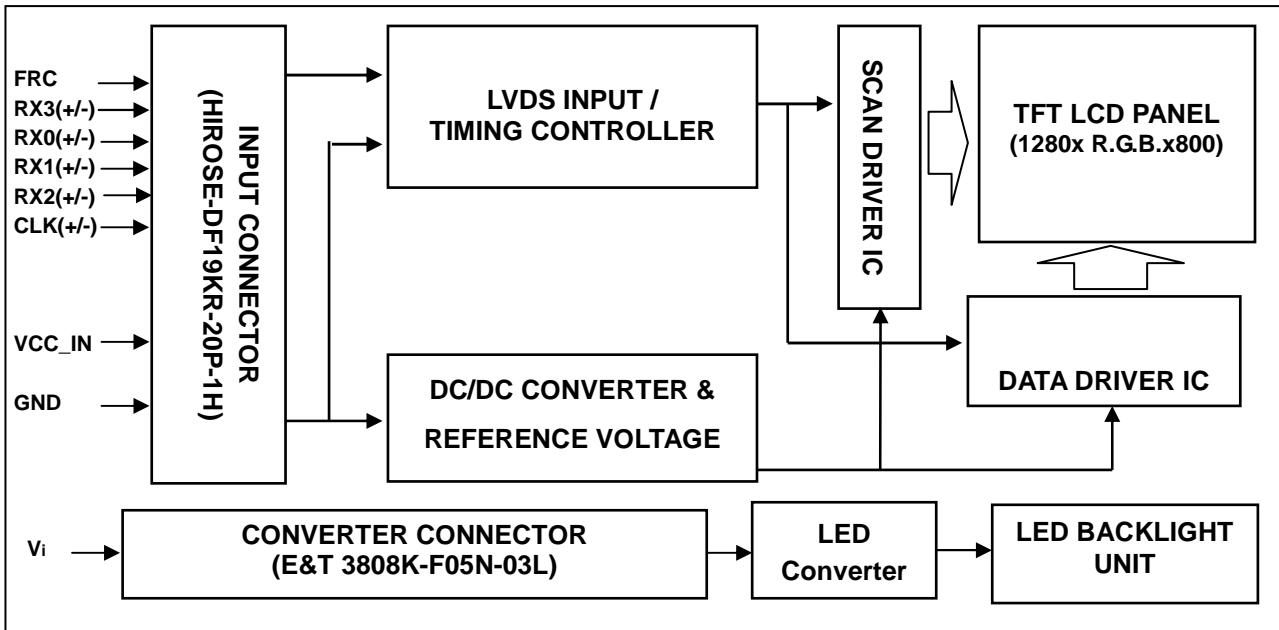 FRC
RX3(+/-)
RX0(+/-)
RX1(+/-)
RX2(+/-)
CLK(+/-)
VCC_IN
GND
INPUT CONNECTOR
(HIROSE-DF19KR-20P-1H)
LVDS INPUT /
TIMING CONTROLLER
SCAN DRIVER IC
TFT LCD PANEL
(1280x R.G.B.x800)
DC/DC CONVERTER &
REFERENCE VOLTAGE
DATA DRIVER IC
Vi
CONVERTER CONNECTOR
(E&T 3808K-F05N-03L)
LED
Converter
LED BACKLIGHT
UNIT